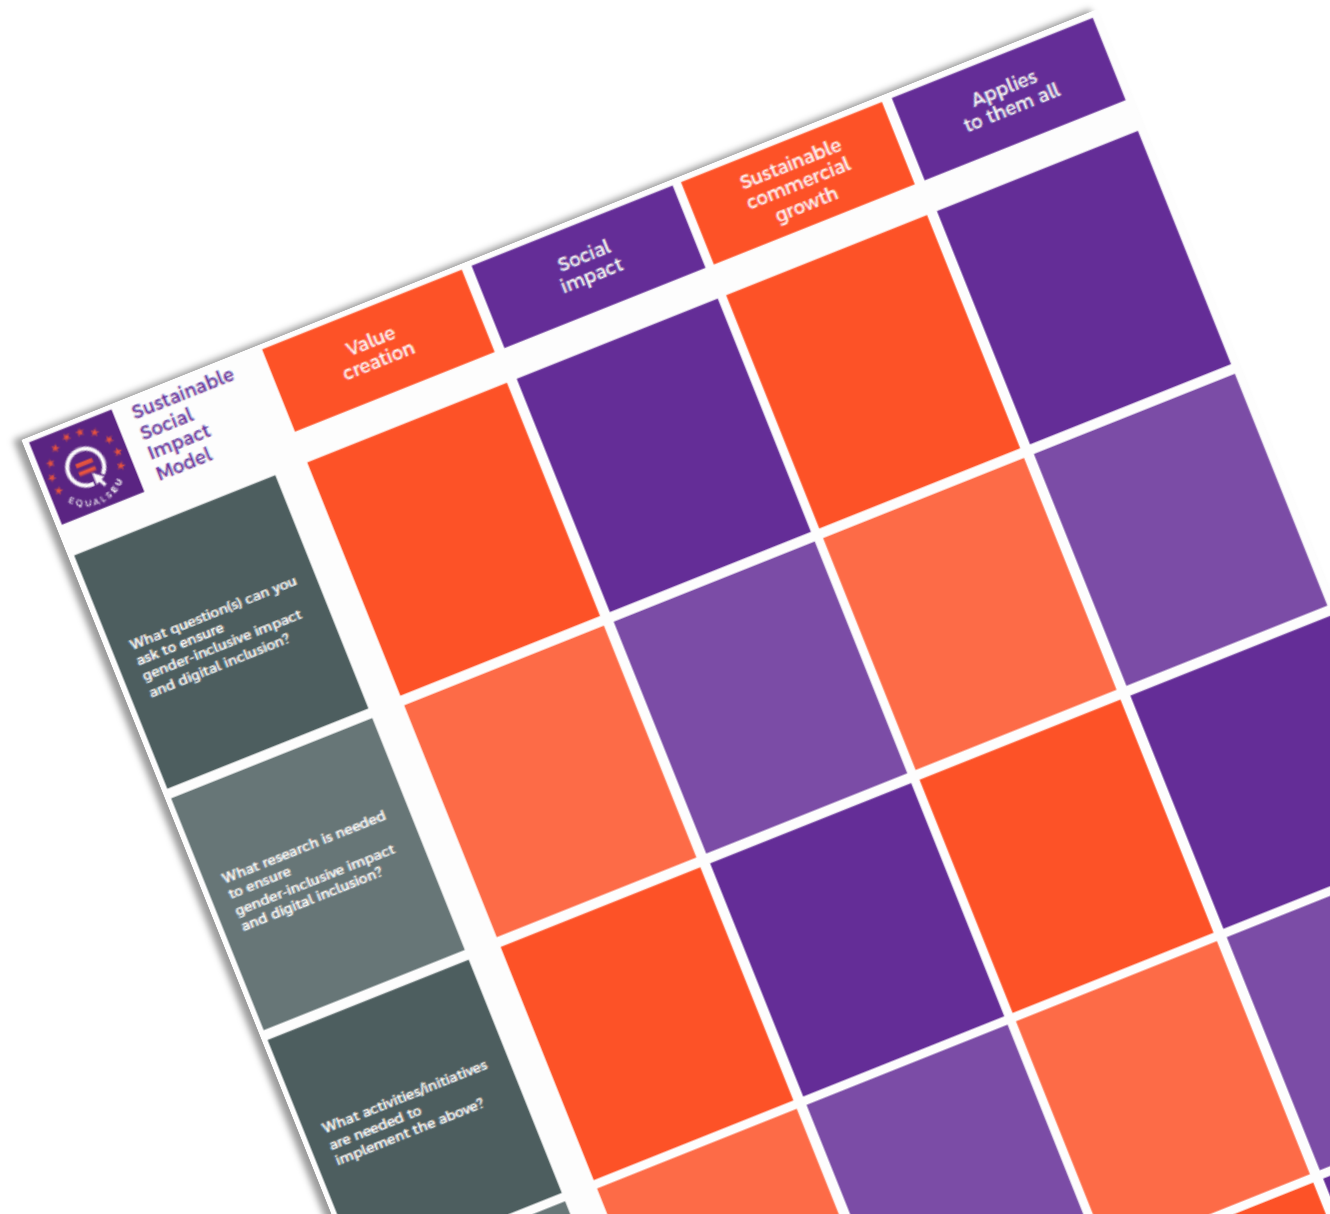 Applies
to them all
Sustainable
commercial
growth
Social
impact
Value
creation
Sustainable
Social
Impact
Model
EQUALSEU
What question(s) can you
ask to ensure
gender-inclusive impact
and digital inclusion?
What research is needed
to ensure
gender-inclusive impact
and digital inclusion?
What activities/initiatives
are needed to
implement the above?